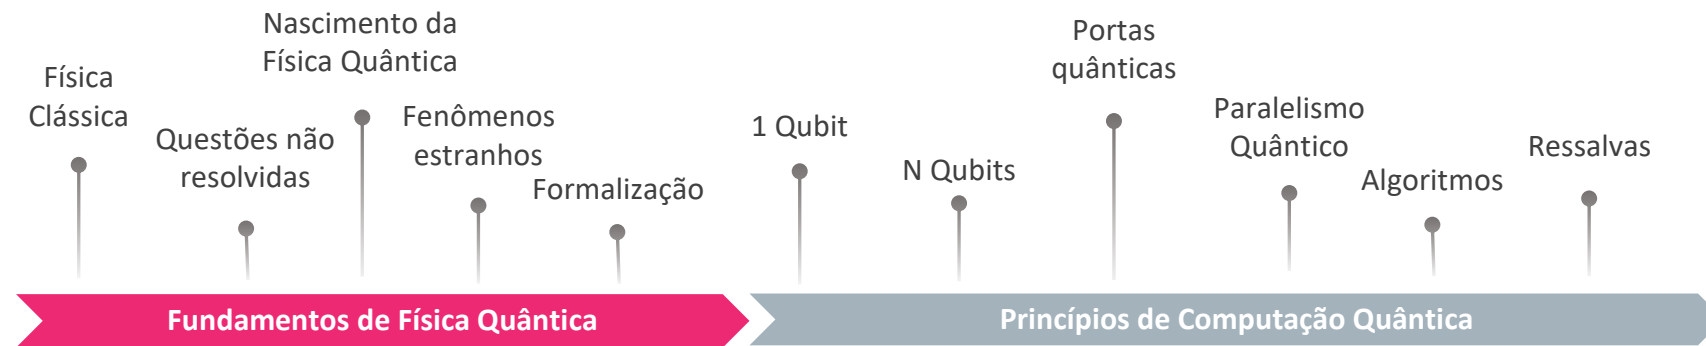 Física
Clássica
Questões não
resolvidas
Nascimento da
Física Quântica
Fenômenos
estranhos
Formalização
1 Qubit
N Qubits
Portas
quânticas
Paralelismo
Quântico
Algoritmos
Ressalvas
Fundamentos de Física Quântica
Princípios de Computação Quântica